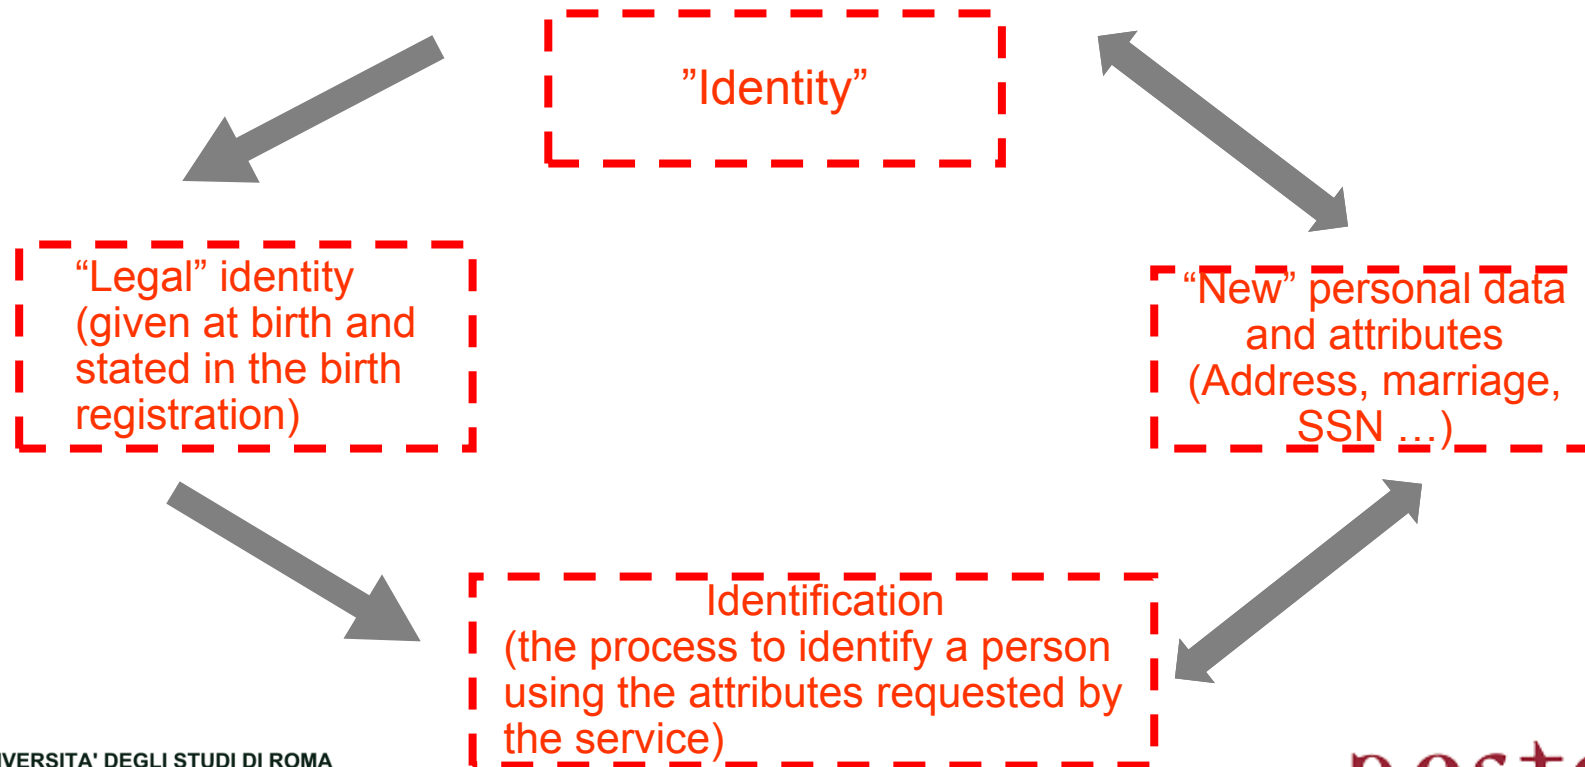 ”Identity”
“Legal” identity
(given at birth and
stated in the birth
registration)
“New” personal data
and attributes
(Address, marriage,
SSN …)
Identification
(the process to identify a person
using the attributes requested by
the service)
IVERSITA' DEGLI STUDI DI ROMA